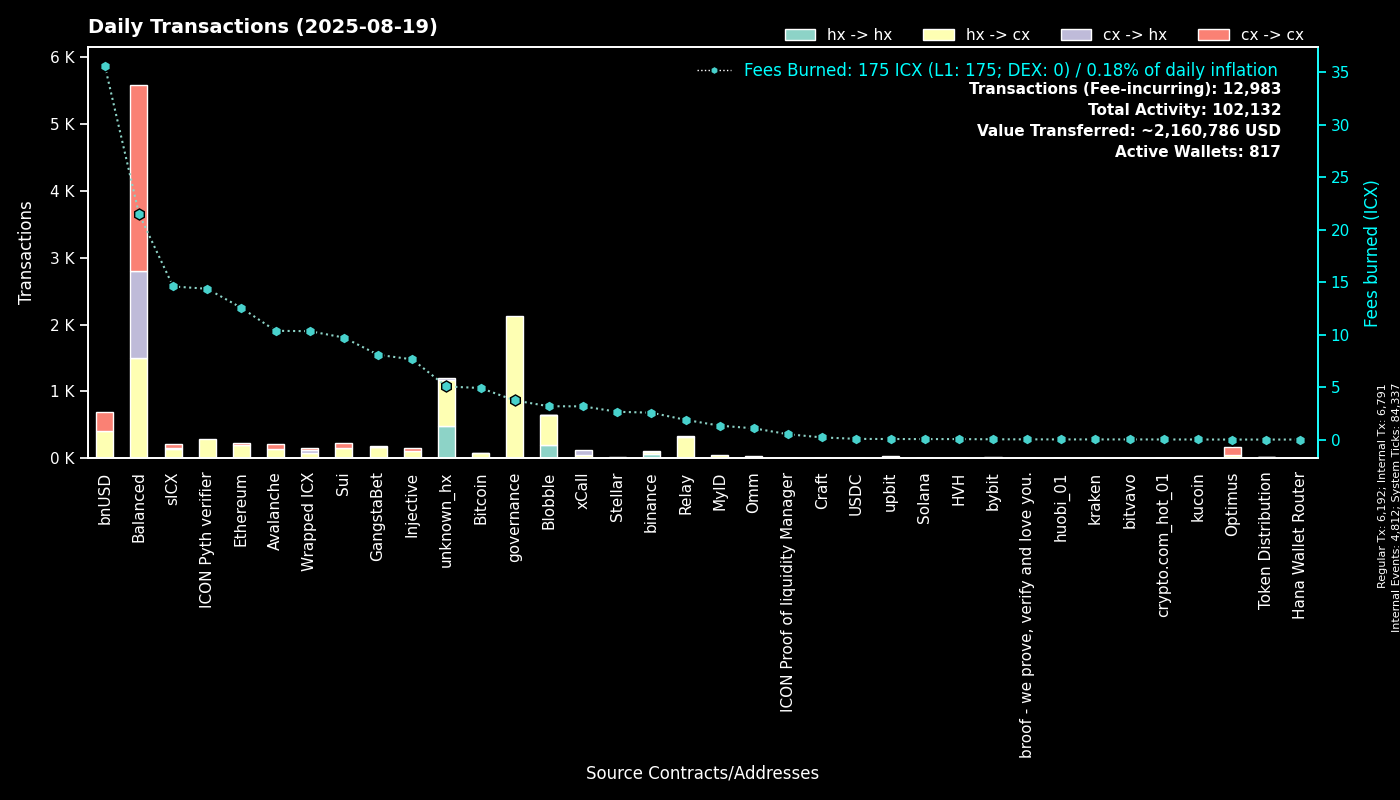 Daily Transactions (2025-08-19)
hx -> hx
hx -> cx
cx -> hx
cx -> cx
Fees Burned: 175 ICX (L1: 175; DEX: 0) / 0.18% of daily inflation
Transactions (Fee-incurring): 12,983
Total Activity: 102,132
Value Transferred: ~2,160,786 USD
Active Wallets: 817
6 K
5 K
4 K
3 K
2 K
1 K
0 K
Transactions
35
30
25
20
15
10
5
0
Fees burned (ICX)
Regular Tx: 6,192; Internal Tx: 6,791
Internal Events: 4,812; System Ticks: 84,337
bnUSD
Balanced
sICX
ICON Pyth verifier
Ethereum
Avalanche
Wrapped ICX
Sui
GangstaBet
Injective
unknown_hx
Bitcoin
governance
Blobble
xCall
Stellar
binance
Relay
MyID
Omm
ICON Proof of liquidity Manager
Craft
USDC
upbit
Solana
HVH
bybit
broof - we prove, verify and love you.
huobi_01
kraken
bitvavo
crypto.com_hot_01
kucoin
Optimus
Token Distribution
Hana Wallet Router
Source Contracts/Addresses